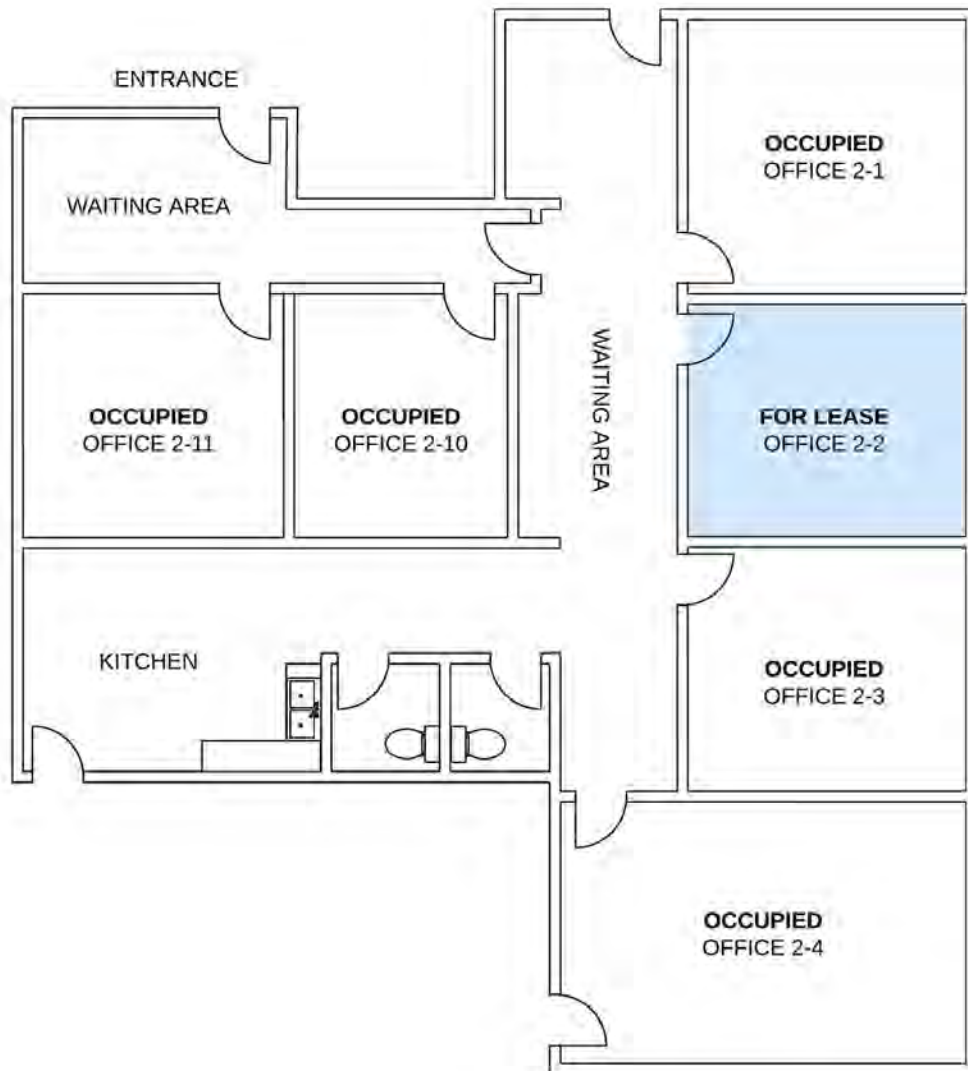 ENTRANCE
OCCUPIED
OFFICE 2-1
WAITING AREA
OCCUPIED
OFFICE 2-11
OCCUPIED
OFFICE 2-10
WAITING AREA
FOR LEASE
OFFICE 2-2
KITCHEN
OCCUPIED
OFFICE 2-3
OCCUPIED
OFFICE 2-4